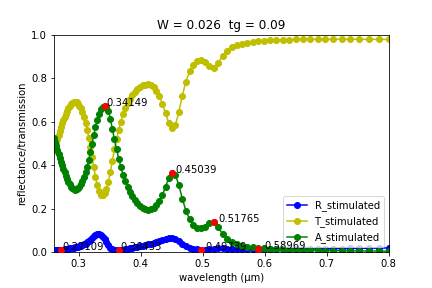 W = 0.026 tg = 0.09
reflectance/transmission
1.0
0.8
0.6
0.4
0.2
0.0
0.34149
0.45039
0.51765
0.58969
R_stimulated
T_stimulated
A_stimulated
0.3
0.4
0.5
0.6
0.7
0.8
wavelength (μm)